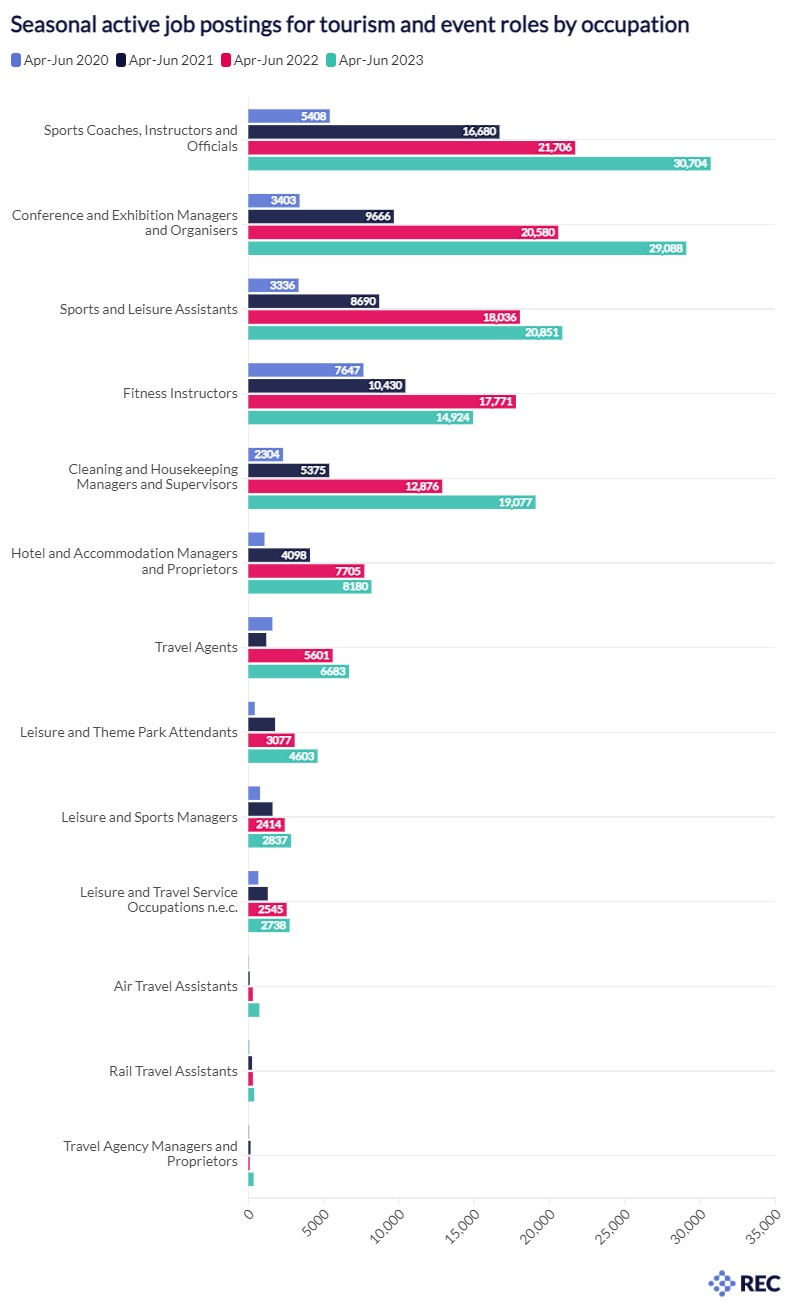 Seasonal active job postings for tourism and event roles by occupation
Apr-Jun 2020 Apr-Jun 2021 Apr-Jun 2022 Apr-Jun 2023
Sports Coaches, Instructors and
Officials
5408
16,680
21,706
30,704
Conference and Exhibition Managers
and Organisers
3403
9666
20,580
29,088
Sports and Leisure Assistants
3336
8690
18,036
20,851
Fitness Instructors
7647
10,430
17,771
14,924
Cleaning and Housekeeping
Managers and Supervisors
2304
5375
12,876
19,077
Hotel and Accommodation Managers
and Proprietors
4098
7705
8180
Travel Agents
5601
6683
Leisure and Theme Park Attendants
3077
4603
Leisure and Sports Managers
2414
2837
Leisure and Travel Service
Occupations n.e.c.
2545
2738
Air Travel Assistants
Rail Travel Assistants
Travel Agency Managers and
Proprietors
0 5000 10,000 15,000 20,000 25,000 30,000 35,000
REC